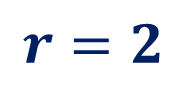 r = 2